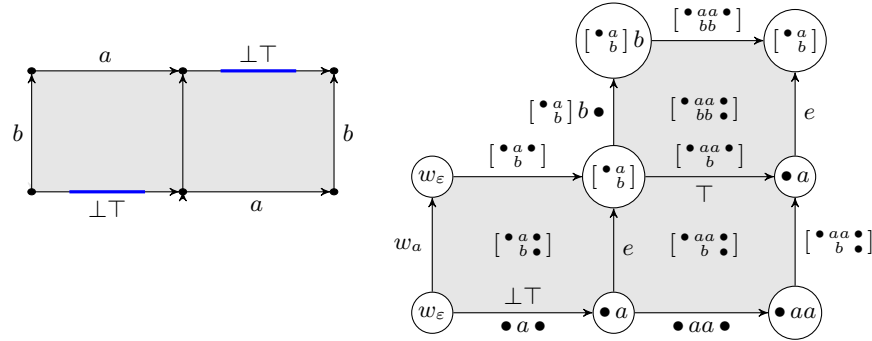 a
⊥⊤
b
b
⊥⊤
a
[ • a
b ] b
[ • aa
bb ]
[ • a
b ]
[ • a
b ] b •
[ • aa •
bb • ]
e
w_ε
[ • a •
b ]
[ • a
b ]
[ • aa •
b ]
⊤
• a
w_a
[ • a •
b • ]
e
[ • aa •
b • ]
[ • aa •
b • ]
w_ε
⊥⊤
• a •
• a
• aa •
• aa